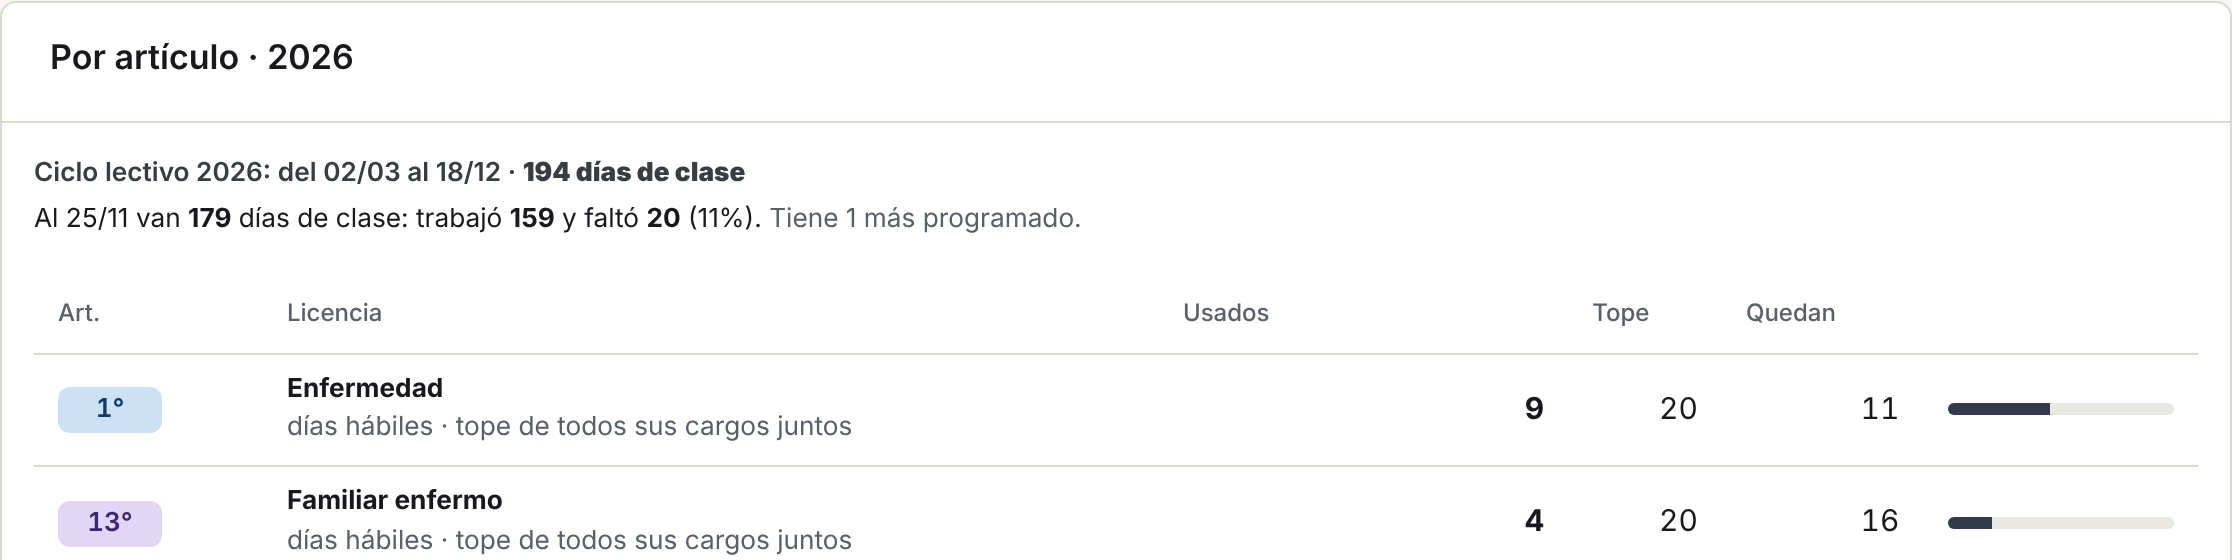 Por artículo · 2026
Ciclo lectivo 2026: del 02/03 al 18/12 · 194 días de clase
Al 25/11 van 179 días de clase: trabajó 159 y faltó 20 (11%). Tiene 1 más programado.
Art. Licencia Usados Tope Quedan
1° Enfermedad 9 20 11
días hábiles · tope de todos sus cargos juntos
13° Familiar enfermo 4 20 16
días hábiles · tope de todos sus cargos juntos